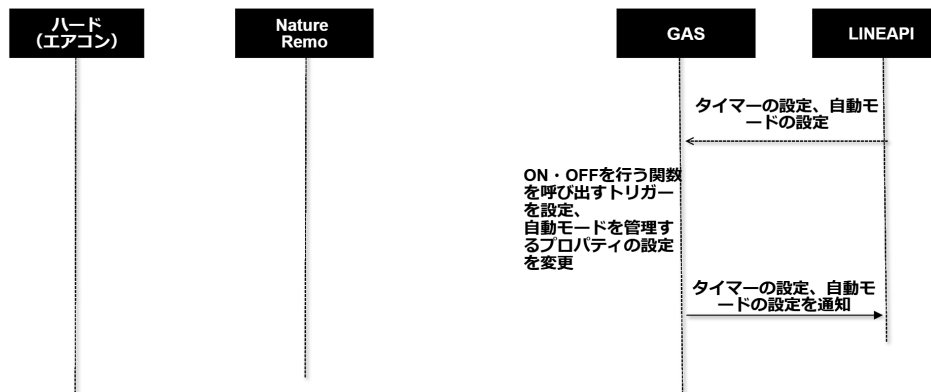 ハード
（エアコン）
Nature
Remo
GAS
LINEAPI
タイマーの設定、自動モ
ードの設定
ON・OFFを行う関数
を呼び出すトリガー
を設定、
自動モードを管理す
るプロパティの設定
を変更
タイマーの設定、自動モ
ードの設定を通知